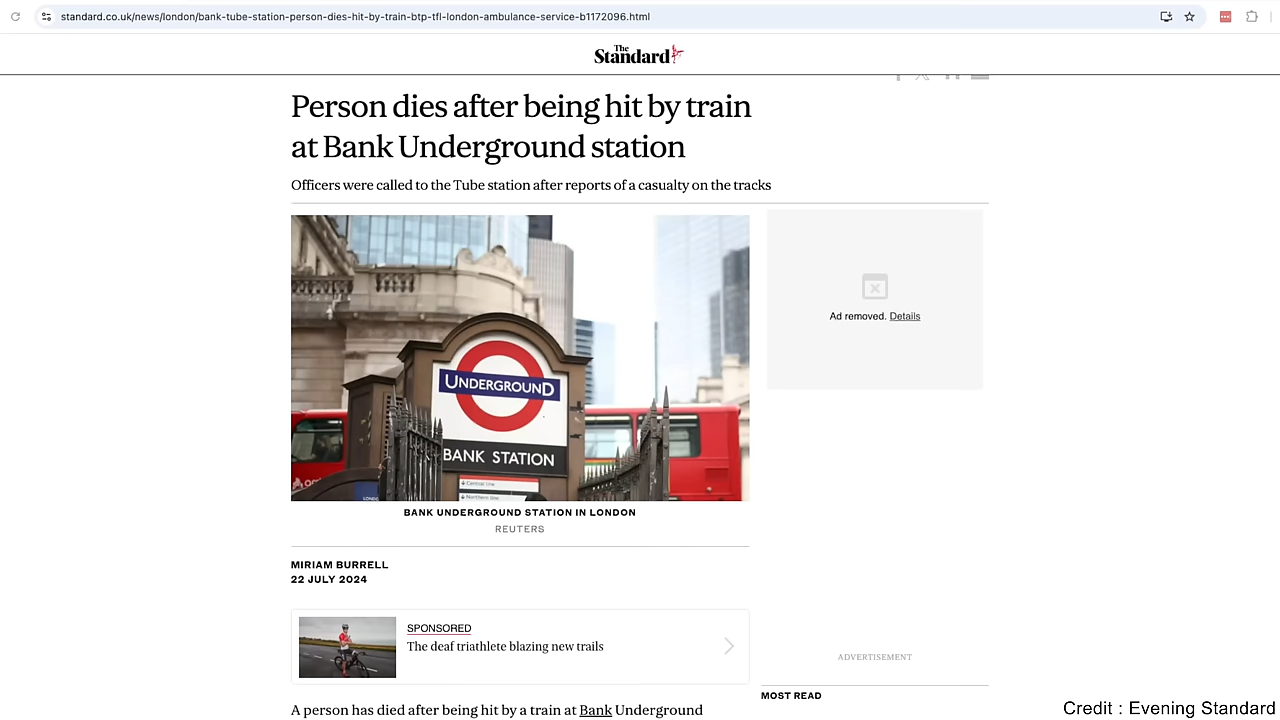 standard.co.uk/news/london/bank-tube-station-person-dies-hit-by-train-btp-tfl-london-ambulance-service-b1172096.html
The
Standard
Person dies after being hit by train
at Bank Underground station
Officers were called to the Tube station after reports of a casualty on the tracks
UNDERGROUND
BANK STATION
Central line
Northern line
Ad removed. Details
BANK UNDERGROUND STATION IN LONDON
REUTERS
MIRIAM BURRELL
22 JULY 2024
SPONSORED
The deaf triathlete blazing new trails
ADVERTISEMENT
MOST READ
A person has died after being hit by a train at Bank Underground
Credit : Evening Standard